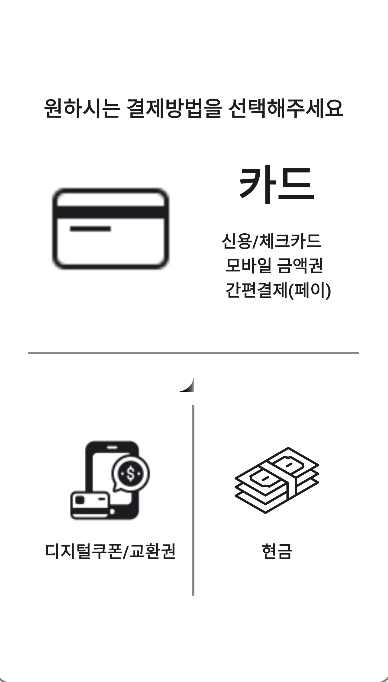 원하시는 결제방법을 선택해주세요
카드
신용/체크카드
모바일 금액권
간편결제(페이)
디지털쿠폰/교환권
현금